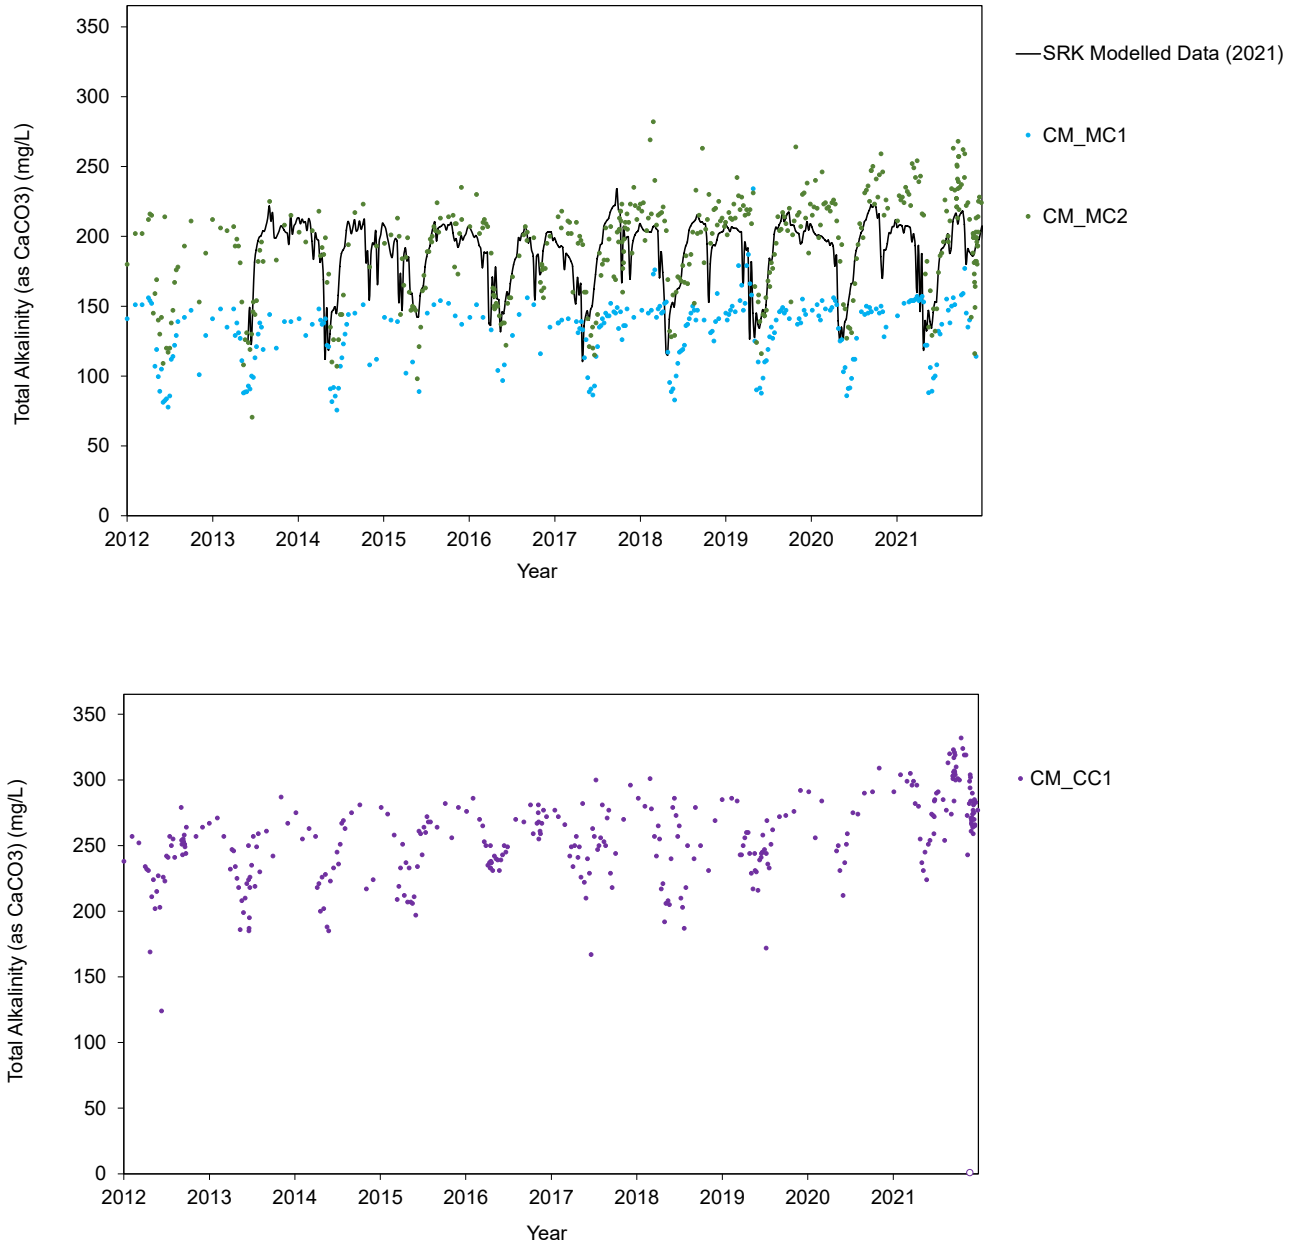 350
300
250
200
150
100
50
0
Total Alkalinity (as CaCO3) (mg/L)
2012 2013 2014 2015 2016 2017 2018 2019 2020 2021
Year
SRK Modelled Data (2021)
CM_MC1
CM_MC2
350
300
250
200
150
100
50
0
Total Alkalinity (as CaCO3) (mg/L)
2012 2013 2014 2015 2016 2017 2018 2019 2020 2021
Year
CM_CC1